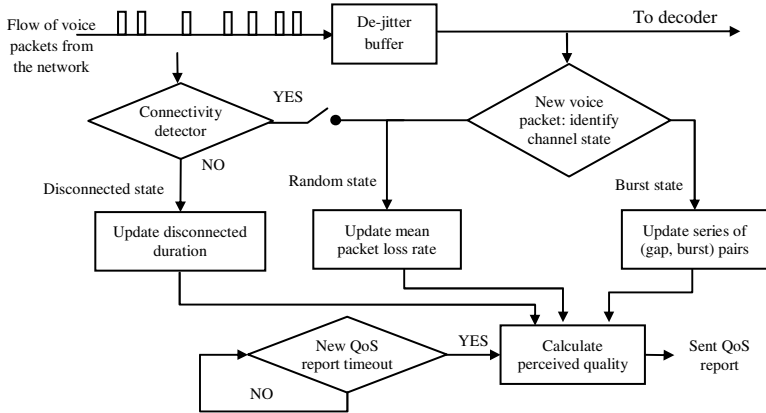 Flow of voice
packets from
the network
De-jitter
buffer
To decoder
Connectivity
detector
YES
NO
New voice
packet: identify
channel state
Disconnected state
Random state
Burst state
Update disconnected
duration
Update mean
packet loss rate
Update series of
(gap, burst) pairs
New QoS
report timeout
YES
NO
Calculate
perceived quality
Sent QoS
report